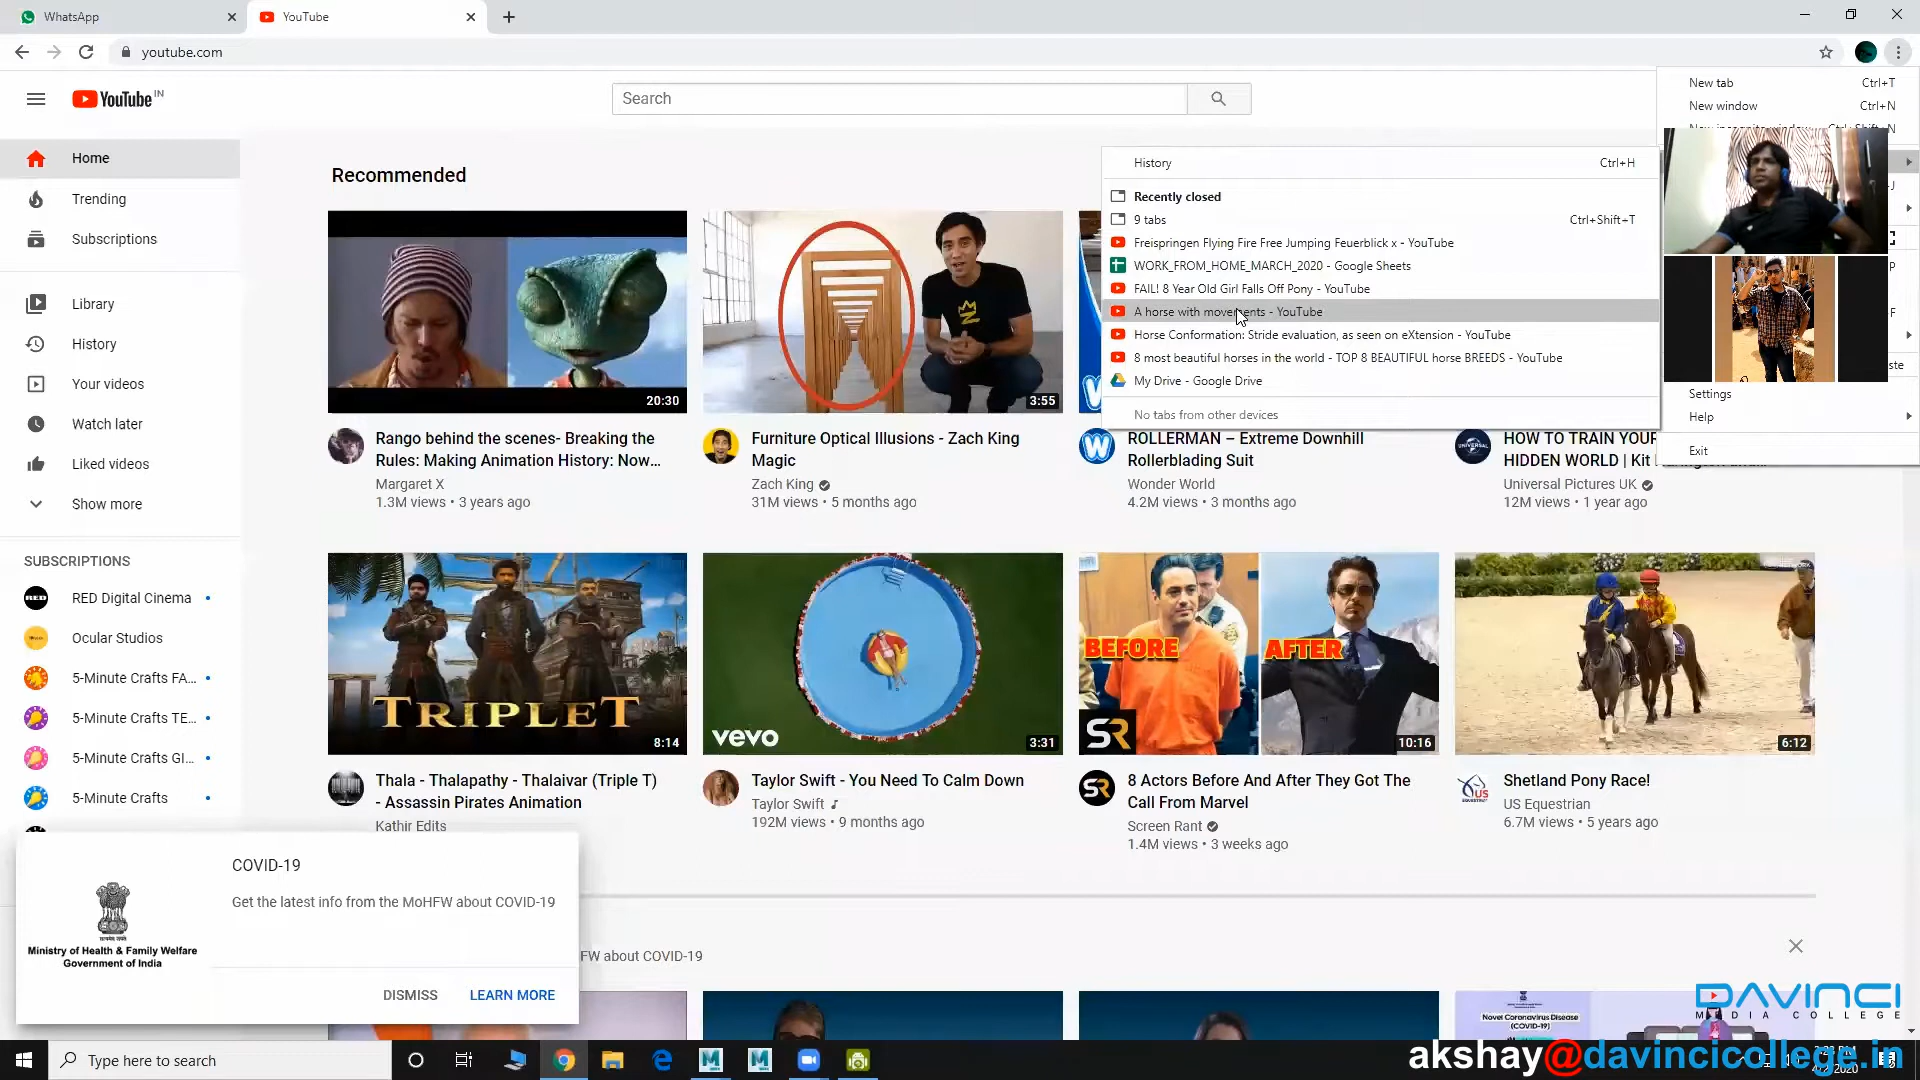 WhatsApp
YouTube
youtube.com
YouTube IN
Search
New tab Ctrl+T
New window Ctrl+N
Home
Trending
Subscriptions
Library
History
Your videos
Watch later
Liked videos
Show more
SUBSCRIPTIONS
RED Digital Cinema
Ocular Studios
5-Minute Crafts FA...
5-Minute Crafts TE...
5-Minute Crafts GI...
5-Minute Crafts
Recommended
History Ctrl+H
Recently closed
9 tabs Ctrl+Shift+T
Freispringen Flying Fire Free Jumping Feuerblick x - YouTube
WORK_FROM_HOME_MARCH_2020 - Google Sheets
FAIL! 8 Year Old Girl Falls Off Pony - YouTube
A horse with movements - YouTube
Horse Conformation: Stride evaluation, as seen on eXtension - YouTube
8 most beautiful horses in the world - TOP 8 BEAUTIFUL horse BREEDS - YouTube
My Drive - Google Drive
No tabs from other devices
Settings
Help
Exit
20:30
Rango behind the scenes- Breaking the
Rules: Making Animation History: Now...
Margaret X
1.3M views • 3 years ago
3:55
Furniture Optical Illusions - Zach King
Magic
Zach King
31M views • 5 months ago
ROLLERMAN – Extreme Downhill
Rollerblading Suit
Wonder World
4.2M views • 3 months ago
HOW TO TRAIN YOUR
HIDDEN WORLD | Kit
Universal Pictures UK
12M views • 1 year ago
TRIPLET
8:14
Thala - Thalapathy - Thalaivar (Triple T)
- Assassin Pirates Animation
Kathir Edits
vevo
3:31
Taylor Swift - You Need To Calm Down
Taylor Swift
192M views • 9 months ago
BEFORE AFTER
SR
10:16
8 Actors Before And After They Got The
Call From Marvel
Screen Rant
1.4M views • 3 weeks ago
6:12
Shetland Pony Race!
US Equestrian
6.7M views • 5 years ago
COVID-19
Get the latest info from the MoHFW about COVID-19
Ministry of Health & Family Welfare
Government of India
DISMISS LEARN MORE
FW about COVID-19
Novel Coronavirus Disease
(COVID-19)
DAVINCI
MEDIA COLLEGE
Type here to search
akshay@davincicollege.in